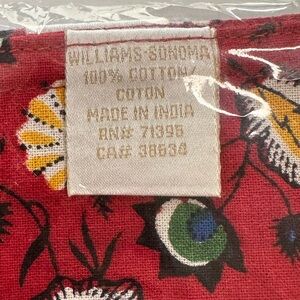 WILLIAMS-SONOMA
100% COTTON/
COTON
MADE IN INDIA
RN# 71395
CA# 38634